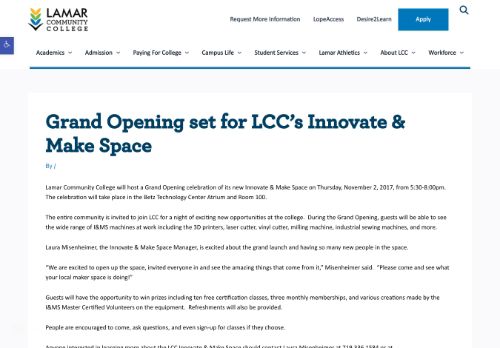 LAMAR
COMMUNITY
COLLEGE
Request More Information LopeAccess Desire2Learn Apply
Academics Admission Paying For College Campus Life Student Services Lamar Athletics About LCC Workforce
Grand Opening set for LCC's Innovate &
Make Space
By /
Lamar Community College will host a Grand Opening celebration of its new Innovate & Make Space on Thursday, November 2, 2017, from 5:30-8:00pm.
The celebration will take place in the Betz Technology Center Atrium and Room 300.
The entire community is invited to join LCC for a night of exciting new opportunities at the college. During the Grand Opening, guests will be able to see
the wide range of I&MS machines at work including the 3D printers, laser cutter, vinyl cutter, milling machine, industrial sewing machines, and more.
Laura Misenheimer, the Innovate & Make Space Manager, is excited about the grand launch and having so many new people in the space.
"We are excited to open up the space, invited everyone in and see the amazing things that come from it," Misenheimer said. "Please come and see what
your local maker space is doing!"
Guests will have the opportunity to win prizes including ten free certification classes, three monthly memberships, and various creations made by the
I&MS Master Certified Volunteers on the equipment. Refreshments will also be provided.
People are encouraged to come, ask questions, and even sign-up for classes if they choose.
Anyone interested in learning more about the LCC Innovate & Make Space should contact Laura Misenheimer at 719.336.1584 or at